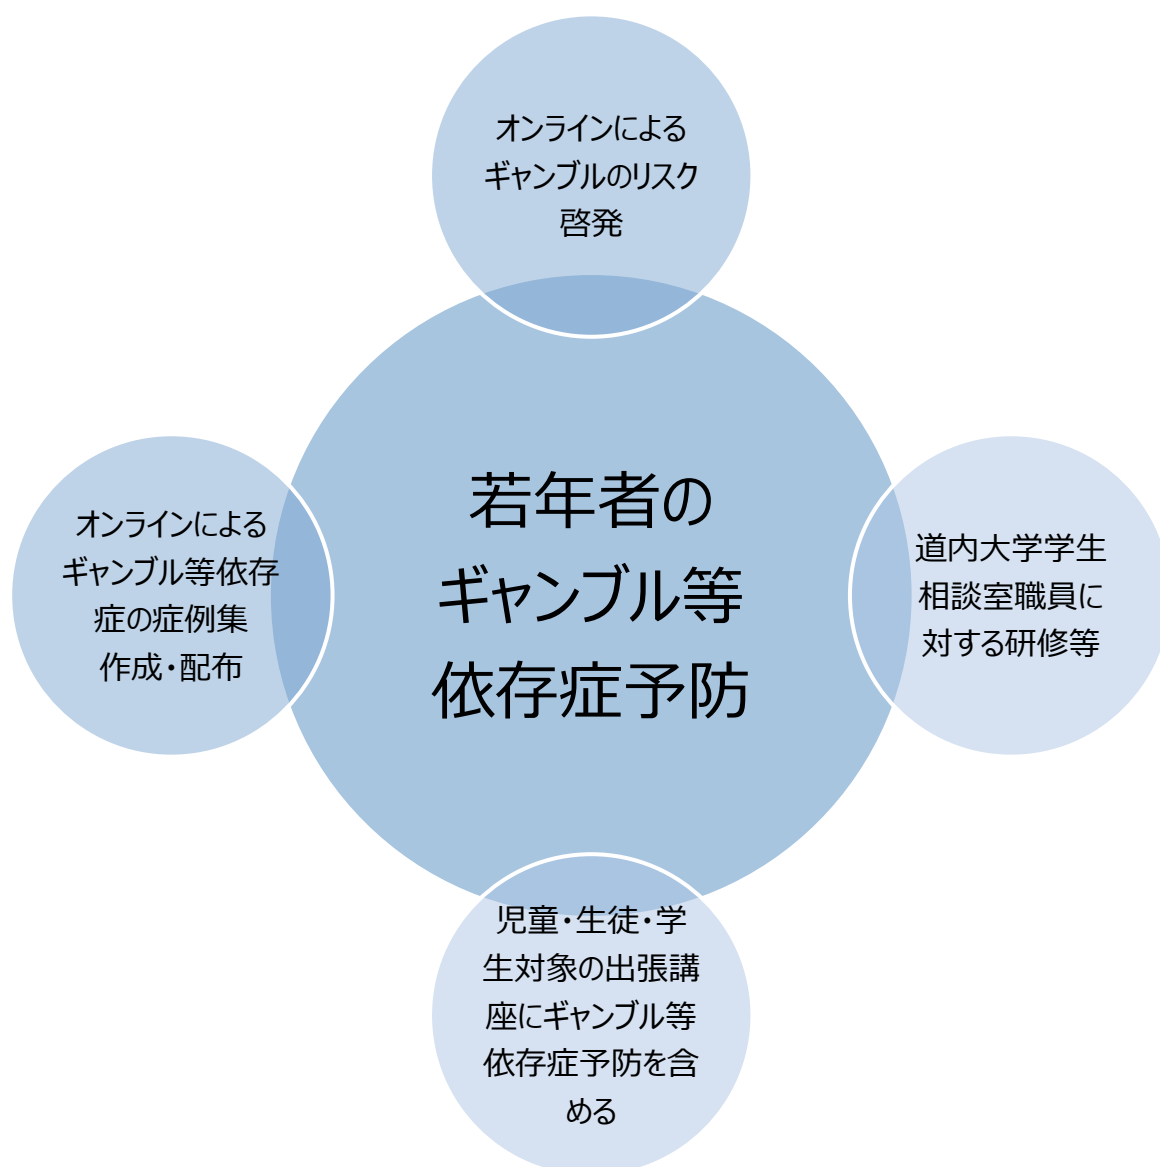 オンラインによる
ギャンブルのリスク
啓発
若年者の
ギャンブル等
依存症予防
オンラインによる
ギャンブル等依存
症の症例集
作成・配布
道内大学学生
相談室職員に
対する研修等
児童・生徒・学
生対象の出張講
座にギャンブル等
依存症予防を含
める